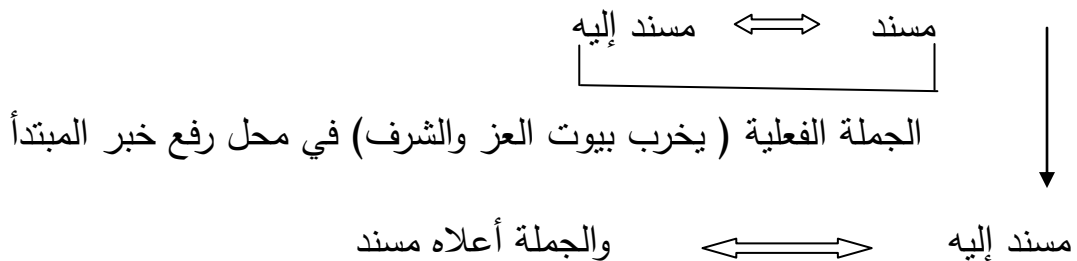 مسند مسند إليه
الجملة الفعلية ( يخرب بيوت العز والشرف) في محل رفع خبر المبتدأ
مسند إليه والجملة أعلاه مسند